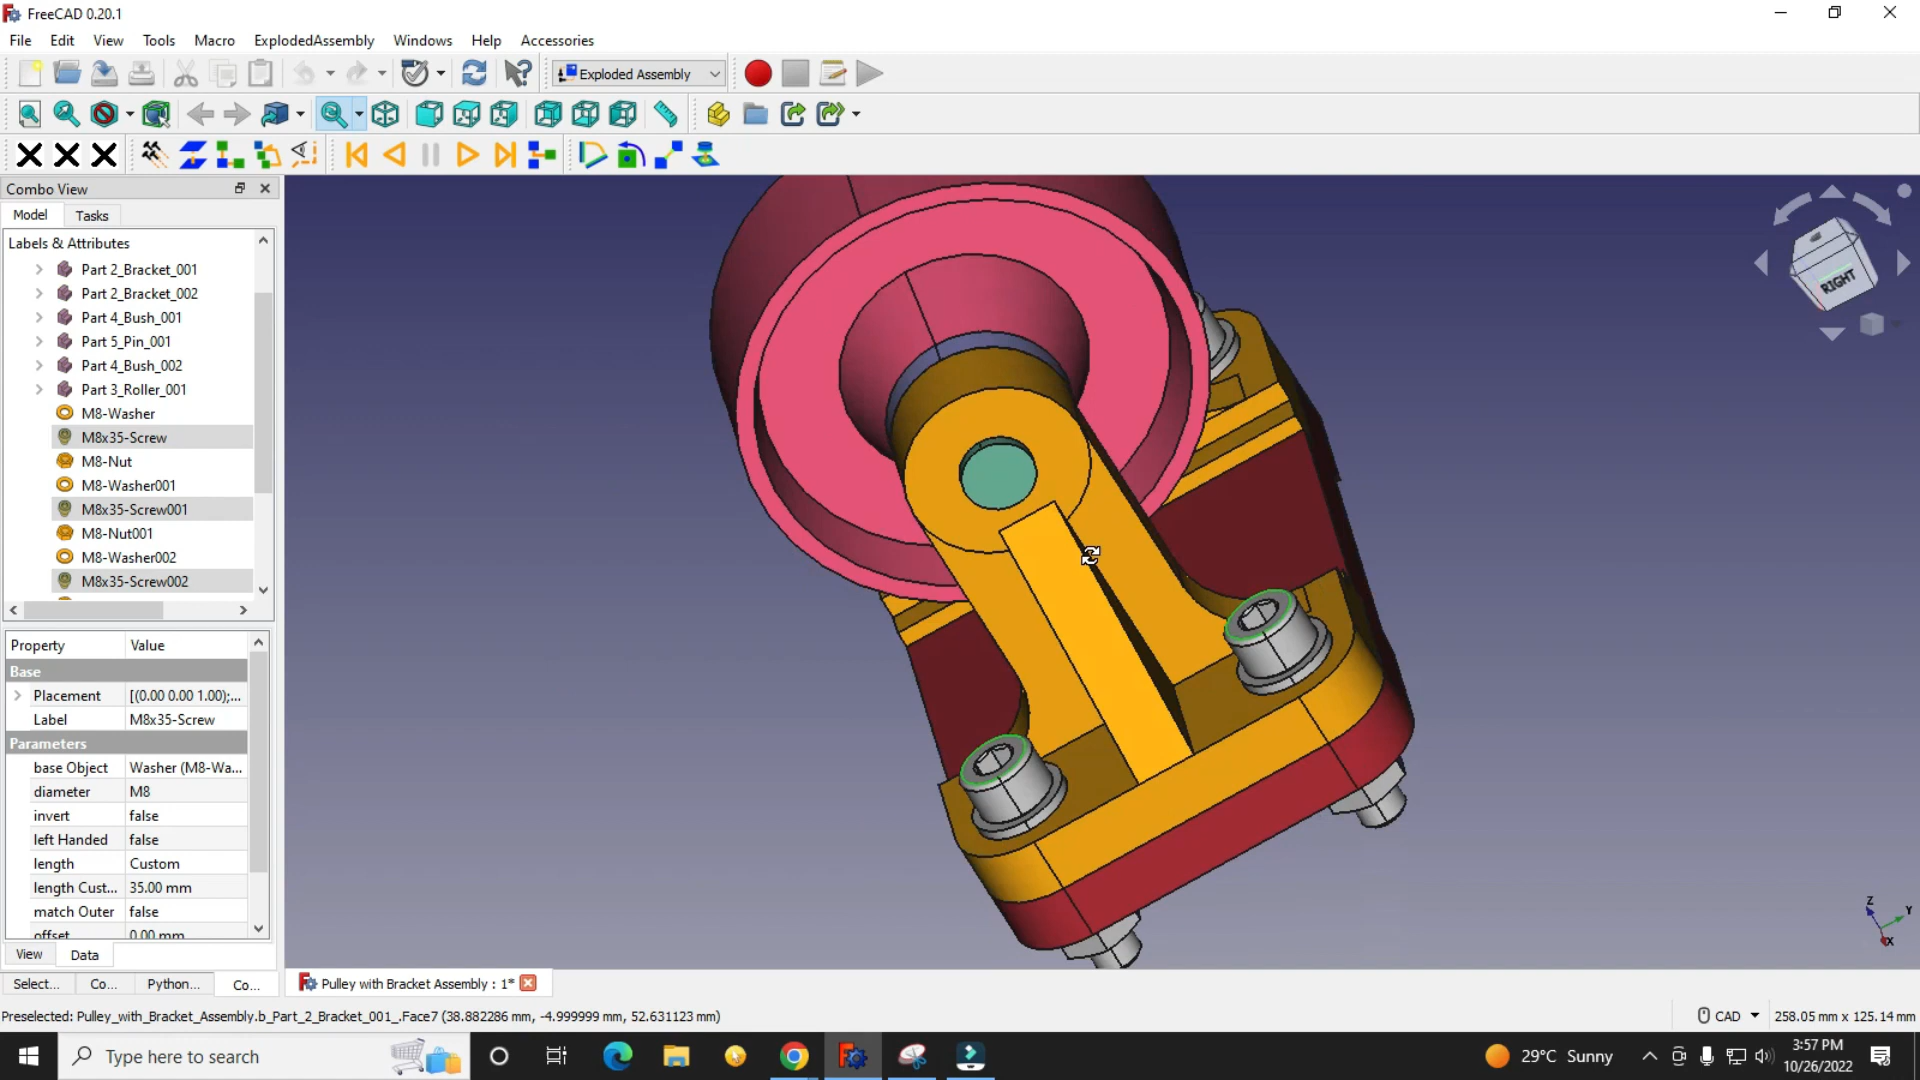 FreeCAD 0.20.1
File Edit View Tools Macro ExplodedAssembly Windows Help Accessories
Exploded Assembly
Combo View
Model Tasks
Labels & Attributes
Part 2_Bracket_001
Part 2_Bracket_002
Part 4_Bush_001
Part 5_Pin_001
Part 4_Bush_002
Part 3_Roller_001
M8-Washer
M8x35-Screw
M8-Nut
M8-Washer001
M8x35-Screw001
M8-Nut001
M8-Washer002
M8x35-Screw002
Property Value
Base
Placement [(0.00 0.00 1.00);...
Label M8x35-Screw
Parameters
base Object Washer (M8-Wa...
diameter M8
invert false
left Handed false
length Custom
length Cust... 35.00 mm
match Outer false
offset 0.00 mm
View Data
Select... Co... Python... Co...
Pulley with Bracket Assembly : 1*
RIGHT
Z
Y
X
Preselected: Pulley_with_Bracket_Assembly.b_Part_2_Bracket_001_.Face7 (38.882286 mm, -4.999999 mm, 52.631123 mm)
CAD 258.05 mm x 125.14 mm
Type here to search
29°C Sunny
3:57 PM
10/26/2022